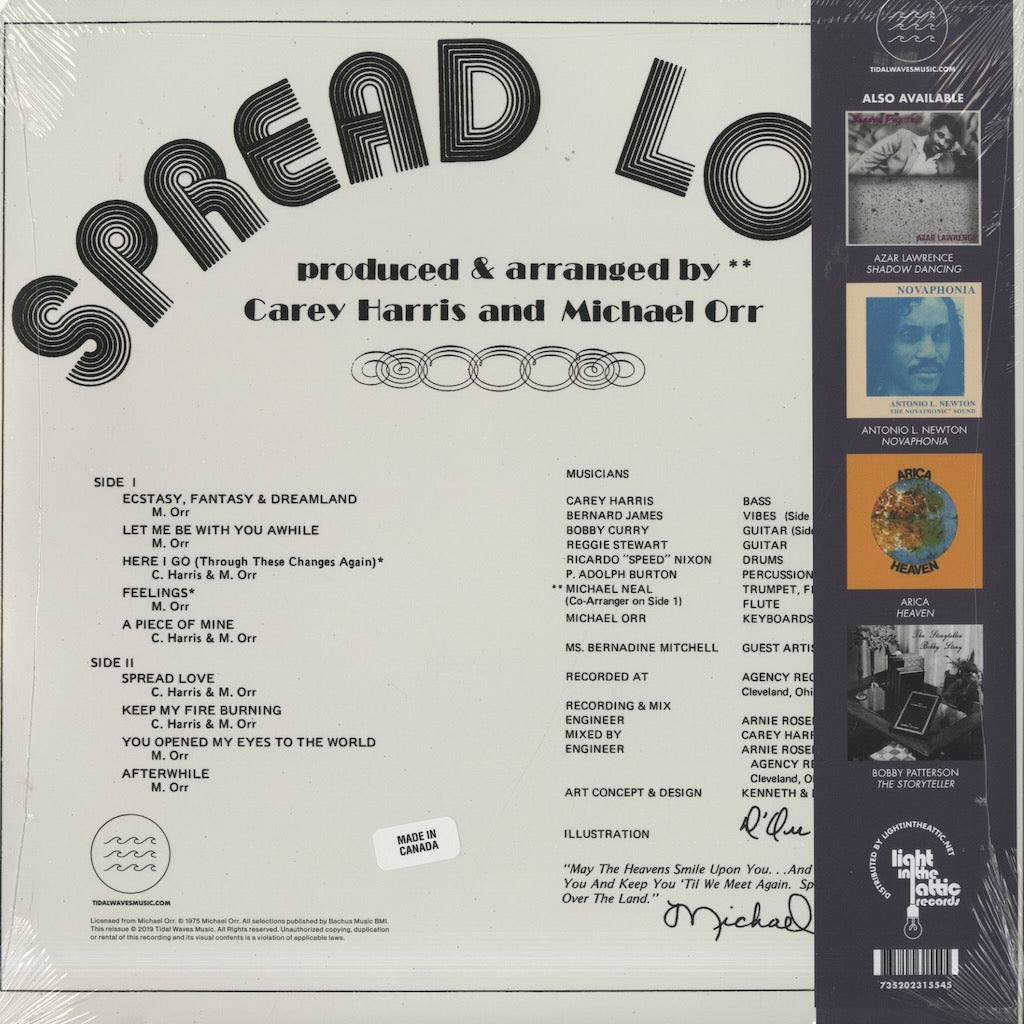 SPREAD LO
produced & arranged by **
Carey Harris and Michael Orr
SIDE I
ECSTASY, FANTASY & DREAMLAND
M. Orr
LET ME BE WITH YOU AWHILE
M. Orr
HERE I GO (Through These Changes Again)*
C. Harris & M. Orr
FEELINGS*
M. Orr
A PIECE OF MINE
C. Harris & M. Orr
SIDE II
SPREAD LOVE
C. Harris & M. Orr
KEEP MY FIRE BURNING
C. Harris & M. Orr
YOU OPENED MY EYES TO THE WORLD
M. Orr
AFTERWHILE
M. Orr
TIDALWAVESMUSIC.COM
Licensed from Michael Orr. © 1975 Michael Orr. All selections published by Bachus Music BMI.
This reissue © 2019 Tidal Waves Music. All Rights reserved. Unauthorized copying, duplication
or rental of this recording and its visual contents is a violation of applicable laws.
MADE IN
CANADA
MUSICIANS
CAREY HARRIS BASS
BERNARD JAMES VIBES (Side
BOBBY CURRY GUITAR (Sid
REGGIE STEWART GUITAR
RICARDO "SPEED" NIXON DRUMS
P. ADOLPH BURTON PERCUSSION
** MICHAEL NEAL TRUMPET, F
(Co-Arranger on Side 1) FLUTE
MICHAEL ORR KEYBOARDS
MS. BERNADINE MITCHELL GUEST ARTIS
RECORDED AT AGENCY REC
Cleveland, Ohi
RECORDING & MIX
ENGINEER ARNIE ROSE
MIXED BY CAREY HARR
ENGINEER ARNIE ROSE
AGENCY RE
Cleveland, O
ART CONCEPT & DESIGN KENNETH &
ILLUSTRATION
"May The Heavens Smile Upon You. . .And
You And Keep You 'Til We Meet Again. Sp
Over The Land."
Michael
TIDALWAVESMUSIC.COM
ALSO AVAILABLE
Shadow Dancing
AZAR LAWRENCE
AZAR LAWRENCE
SHADOW DANCING
NOVAPHONIA
ANTONIO L. NEWTON
THE NOVAPHONIC" SOUND
ANTONIO L. NEWTON
NOVAPHONIA
ARICA
HEAVEN
ARICA
HEAVEN
The Storyteller
BOBBY PATTERSON
THE STORYTELLER
DISTRIBUTED BY LIGHTINTHEATTIC.NET
light
in the
attic
records
735202315545